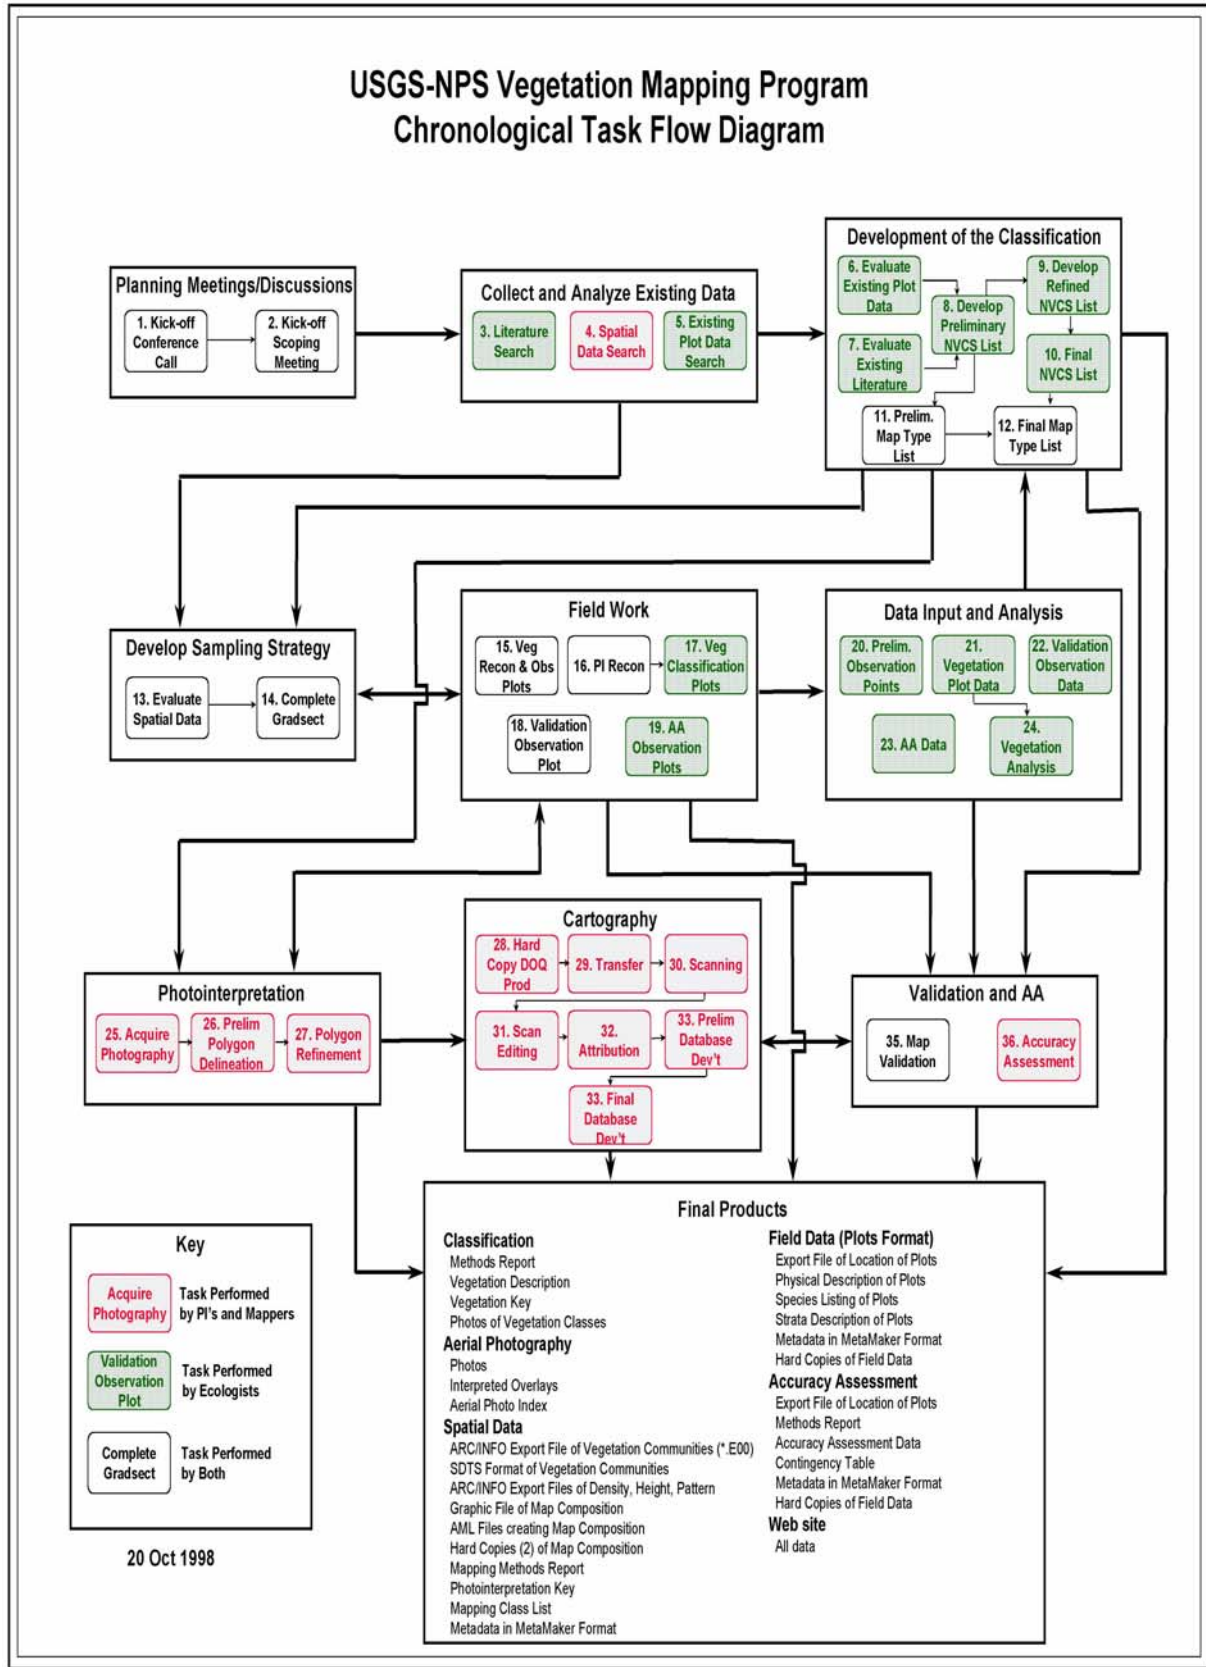 USGS-NPS Vegetation Mapping Program
Chronological Task Flow Diagram
Planning Meetings/Discussions
1. Kick-off
Conference
Call
2. Kick-off
Scoping
Meeting
Collect and Analyze Existing Data
3. Literature
Search
4. Spatial
Data Search
5. Existing
Plot Data
Search
Development of the Classification
6. Evaluate
Existing Plot
Data
7. Evaluate
Existing
Literature
8. Develop
Preliminary
NVCS List
9. Develop
Refined
NVCS List
10. Final
NVCS List
11. Prelim.
Map Type
List
12. Final Map
Type List
Develop Sampling Strategy
13. Evaluate
Spatial Data
14. Complete
Gradsect
Field Work
15. Veg
Recon & Obs
Plots
16. PI Recon
17. Veg
Classification
Plots
18. Validation
Observation
Plot
19. AA
Observation
Plots
Data Input and Analysis
20. Prelim.
Observation
Points
21.
Vegetation
Plot Data
22. Validation
Observation
Data
23. AA Data
24.
Vegetation
Analysis
Photointerpretation
25. Acquire
Photography
26. Prelim
Polygon
Delineation
27. Polygon
Refinement
Cartography
28. Hard
Copy DOQ
Prod
29. Transfer
30. Scanning
31. Scan
Editing
32.
Attribution
33. Prelim
Database
Dev't
33. Final
Database
Dev't
Validation and AA
35. Map
Validation
36. Accuracy
Assessment
Key
Acquire
Photography
Task Performed
by PI's and Mappers
Validation
Observation
Plot
Task Performed
by Ecologists
Complete
Gradsect
Task Performed
by Both
20 Oct 1998
Final Products
Classification
Methods Report
Vegetation Description
Vegetation Key
Photos of Vegetation Classes
Aerial Photography
Photos
Interpreted Overlays
Aerial Photo Index
Spatial Data
ARC/INFO Export File of Vegetation Communities (*.E00)
SDTS Format of Vegetation Communities
ARC/INFO Export Files of Density, Height, Pattern
Graphic File of Map Composition
AML Files creating Map Composition
Hard Copies (2) of Map Composition
Mapping Methods Report
Photointerpretation Key
Mapping Class List
Metadata in MetaMaker Format
Field Data (Plots Format)
Export File of Location of Plots
Physical Description of Plots
Species Listing of Plots
Strata Description of Plots
Metadata in MetaMaker Format
Hard Copies of Field Data
Accuracy Assessment
Export File of Location of Plots
Methods Report
Accuracy Assessment Data
Contingency Table
Metadata in MetaMaker Format
Hard Copies of Field Data
Web site
All data